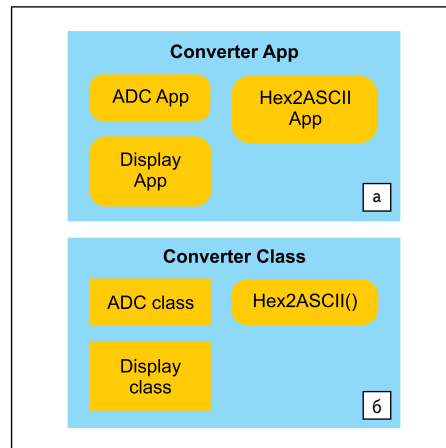 Converter App
ADC App
Hex2ASCII
App
Display
App
а
Converter Class
ADC class
Hex2ASCII()
Display
class
б